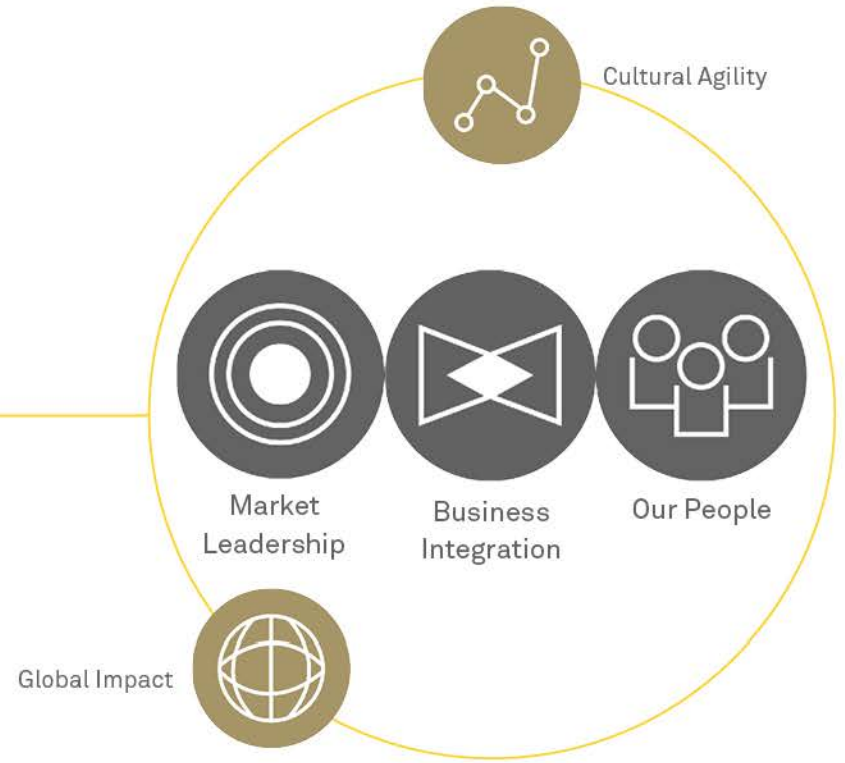 Cultural Agility
Market
Leadership
Business
Integration
Our People
Global Impact